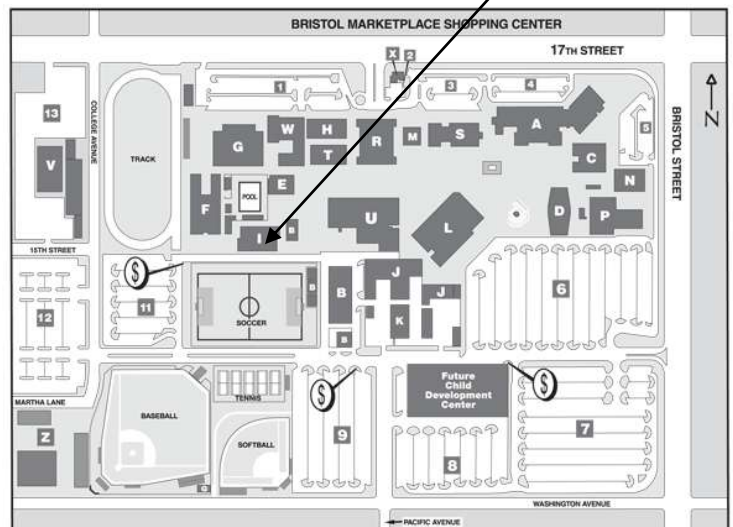 BRISTOL MARKETPLACE SHOPPING CENTER
17TH STREET
X 2
1 3 4
5
13
COLLEGE AVENUE
BRISTOL STREET
N
TRACK
G W H R M S A
T
V
C
E
POOL
N
F
U L D P
I B
15TH STREET
$
11
SOCCER
B B
J
J
6
12
K
B
MARTHA LANE
TENNIS
$
Future
Child
Development
Center
$
BASEBALL
Z
SOFTBALL
9
8
7
WASHINGTON AVENUE
PACIFIC AVENUE